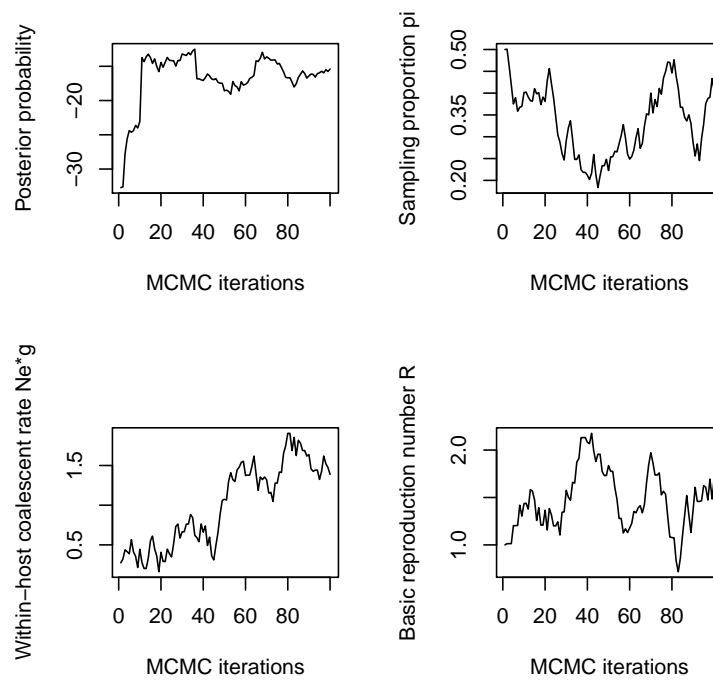 Posterior probability
−30
−20
0 20 40 60 80
MCMC iterations
Sampling proportion pi
0.20
0.35
0.50
0 20 40 60 80
MCMC iterations
Within−host coalescent rate Ne*g
0.5
1.5
0 20 40 60 80
MCMC iterations
Basic reproduction number R
1.0
2.0
0 20 40 60 80
MCMC iterations